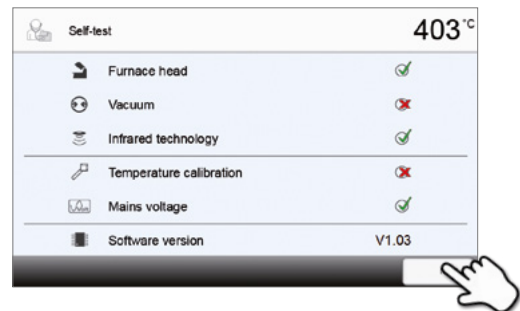 Self-test 403 °C
Furnace head
Vacuum
Infrared technology
Temperature calibration
Mains voltage
Software version V1.03